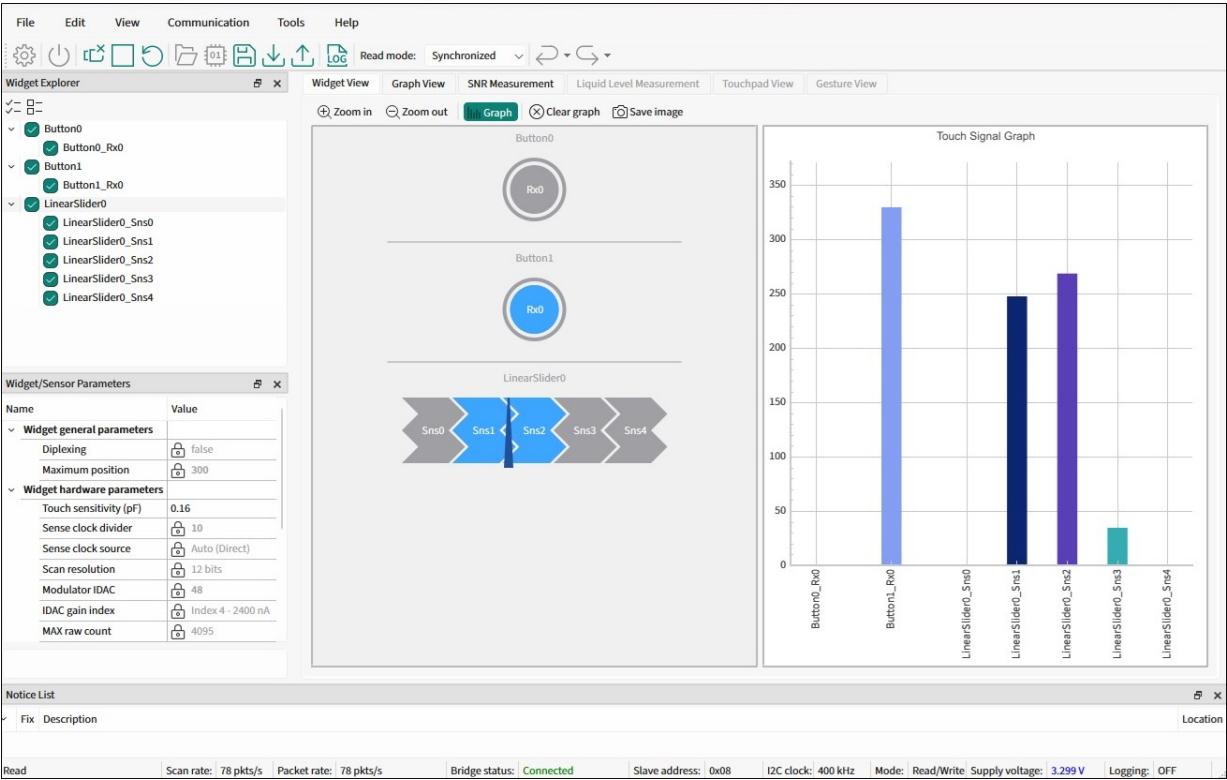 File Edit View Communication Tools Help
01 LOG Read mode: Synchronized
Widget Explorer
Button0
Button0_Rx0
Button1
Button1_Rx0
LinearSlider0
LinearSlider0_Sns0
LinearSlider0_Sns1
LinearSlider0_Sns2
LinearSlider0_Sns3
LinearSlider0_Sns4
Widget/Sensor Parameters
Name Value
Widget general parameters
Diplexing false
Maximum position 300
Widget hardware parameters
Touch sensitivity (pF) 0.16
Sense clock divider 10
Sense clock source Auto (Direct)
Scan resolution 12 bits
Modulator IDAC 48
IDAC gain index Index 4 - 2400 nA
MAX raw count 4095
Widget View Graph View SNR Measurement Liquid Level Measurement Touchpad View Gesture View
Zoom in Zoom out Graph Clear graph Save image
Button0
Rx0
Button1
Rx0
LinearSlider0
Sns0 Sns1 Sns2 Sns3 Sns4
Touch Signal Graph
350
300
250
200
150
100
50
0
Button0_Rx0
Button1_Rx0
LinearSlider0_Sns0
LinearSlider0_Sns1
LinearSlider0_Sns2
LinearSlider0_Sns3
LinearSlider0_Sns4
Notice List
Fix Description Location
Read Scan rate: 78 pkts/s Packet rate: 78 pkts/s Bridge status: Connected Slave address: 0x08 I2C clock: 400 kHz Mode: Read/Write Supply voltage: 3.299 V Logging: OFF